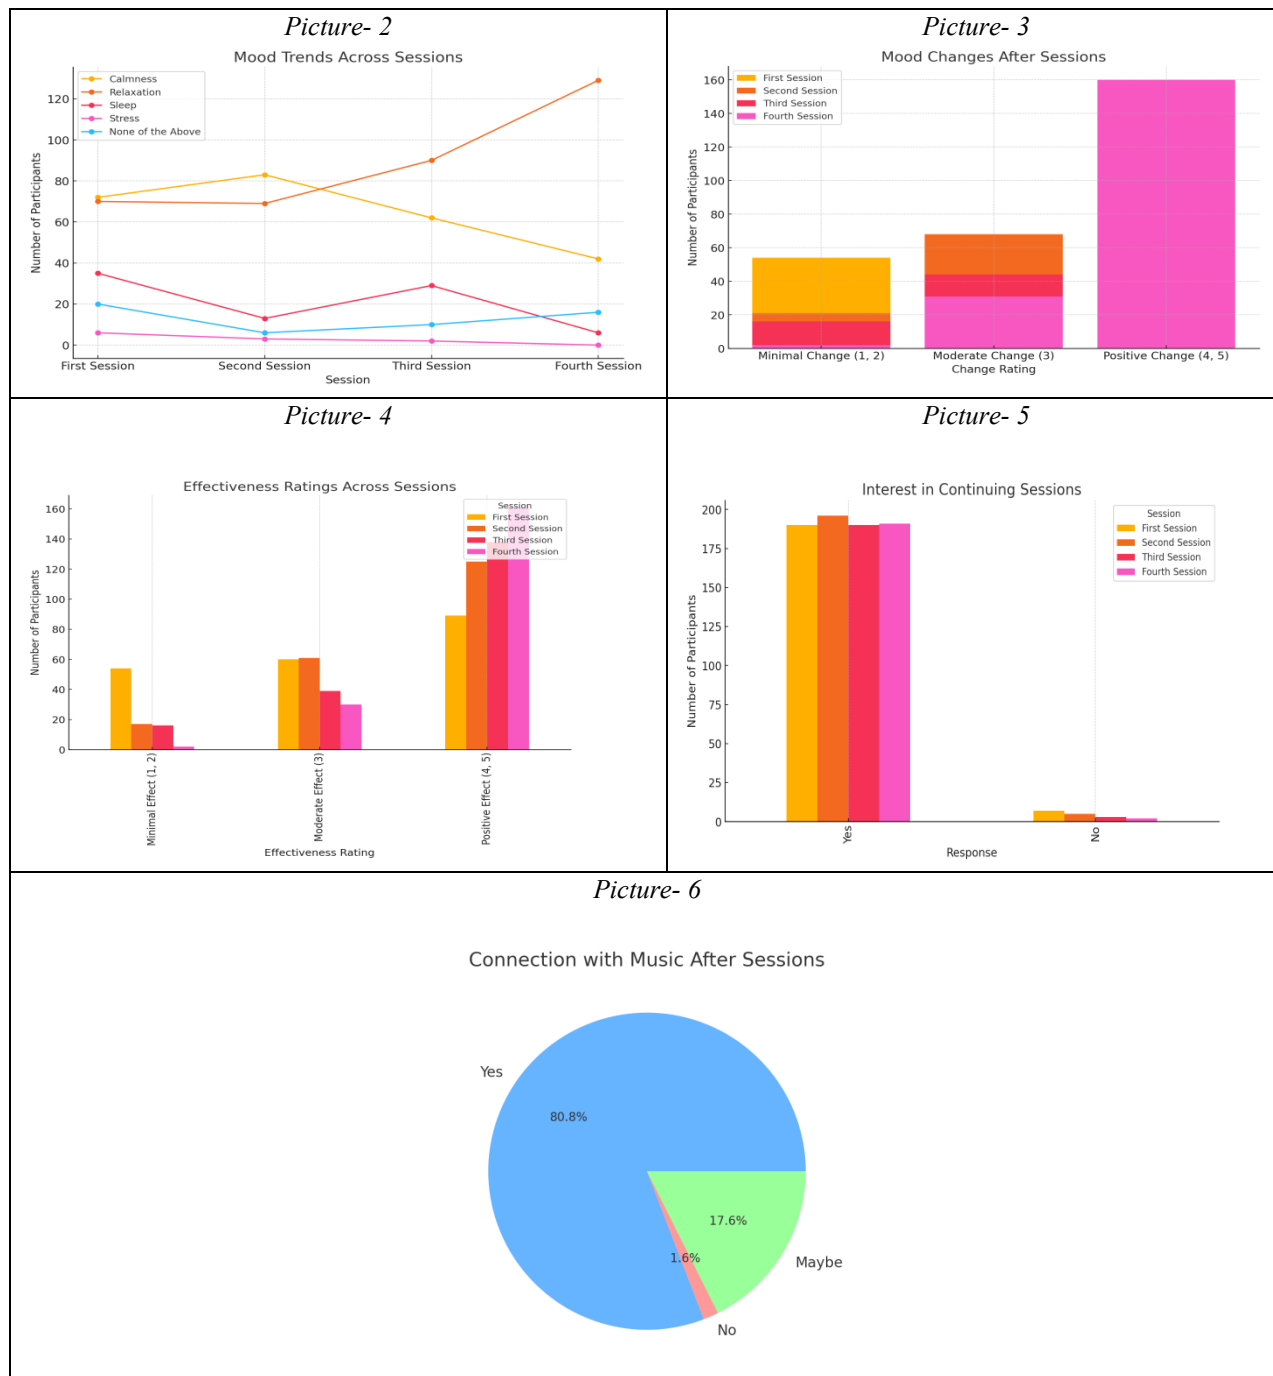 Picture- 2
Mood Trends Across Sessions
Calmness
Relaxation
Sleep
Stress
None of the Above
Number of Participants
120
100
80
60
40
20
0
First Session
Second Session
Third Session
Fourth Session
Session
Picture- 3
Mood Changes After Sessions
First Session
Second Session
Third Session
Fourth Session
Number of Participants
160
140
120
100
80
60
40
20
0
Minimal Change (1, 2)
Moderate Change (3)
Positive Change (4, 5)
Change Rating
Picture- 4
Effectiveness Ratings Across Sessions
Session
First Session
Second Session
Third Session
Fourth Session
Number of Participants
160
140
120
100
80
60
40
20
0
Minimal Effect (1, 2)
Moderate Effect (3)
Positive Effect (4, 5)
Effectiveness Rating
Picture- 5
Interest in Continuing Sessions
Session
First Session
Second Session
Third Session
Fourth Session
Number of Participants
200
175
150
125
100
75
50
25
0
Yes
No
Response
Picture- 6
Connection with Music After Sessions
Yes
80.8%
17.6%
1.6%
Maybe
No